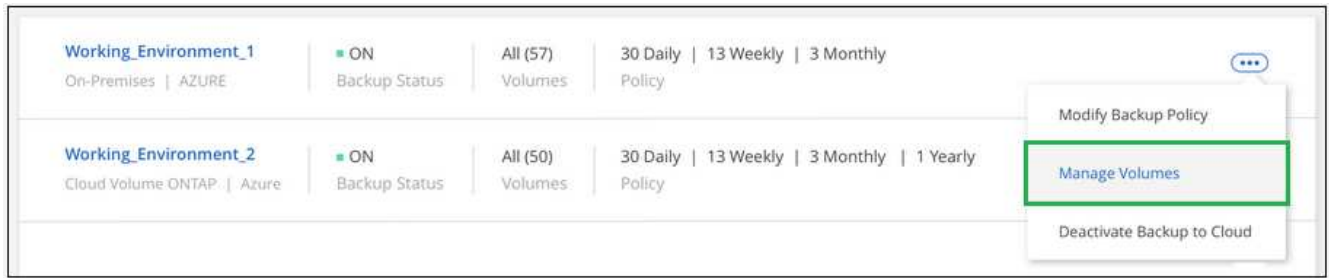 Working_Environment_1
ON
All (57)
30 Daily | 13 Weekly | 3 Monthly
On-Premises | AZURE
Backup Status
Volumes
Policy
Modify Backup Policy
Working_Environment_2
ON
All (50)
30 Daily | 13 Weekly | 3 Monthly | 1 Yearly
Cloud Volume ONTAP | Azure
Backup Status
Volumes
Policy
Manage Volumes
Deactivate Backup to Cloud